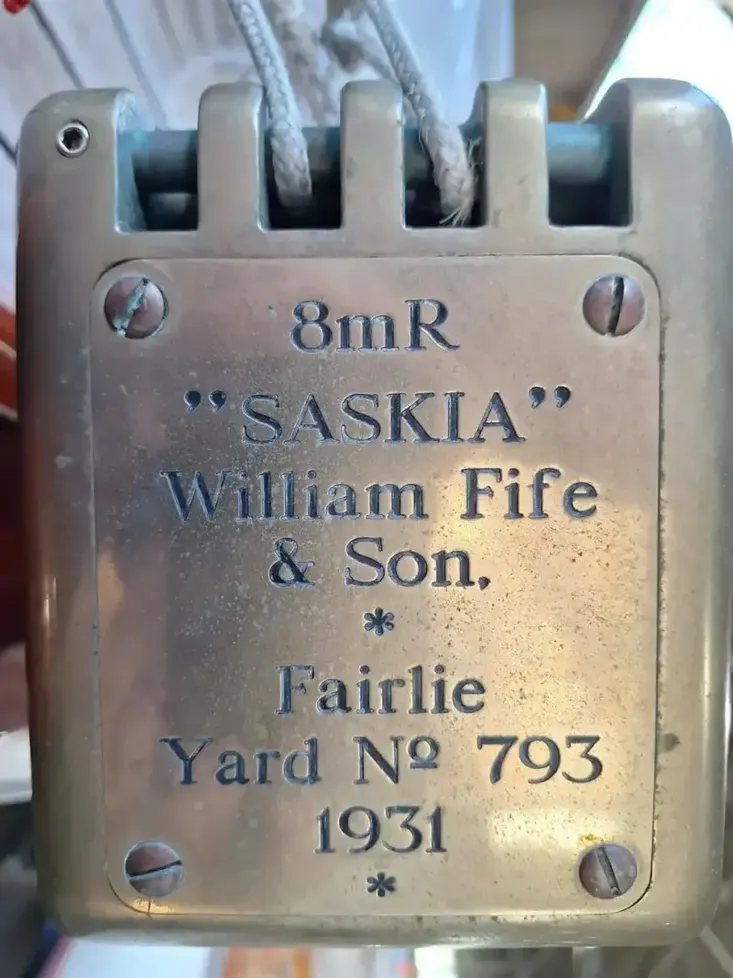 8mR
”SASKIA”
William Fife
& Son.
*
Fairlie
Yard Nº 793
1931
*